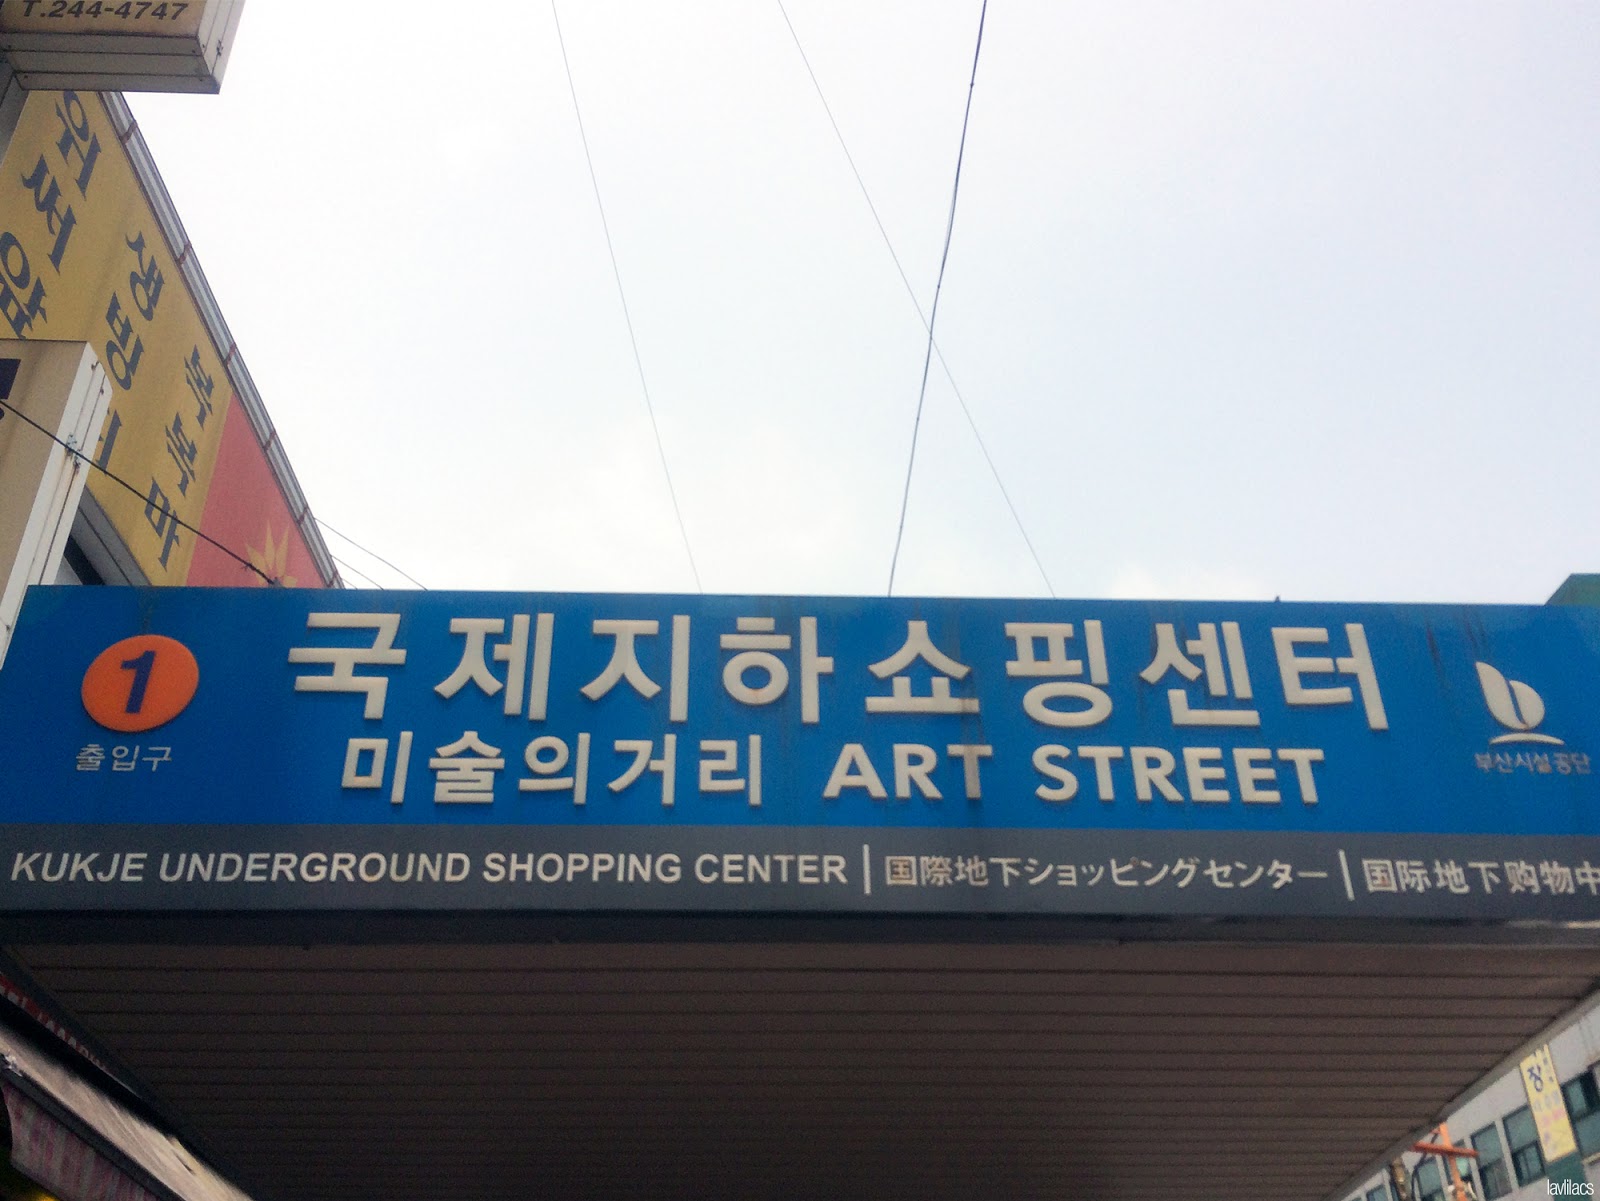 T.244-4747
1
출입구
국제지하쇼핑센터
미술의거리 ART STREET
부산시설공단
KUKJE UNDERGROUND SHOPPING CENTER | 国際地下ショッピングセンター | 国际地下购物中
lavlilacs